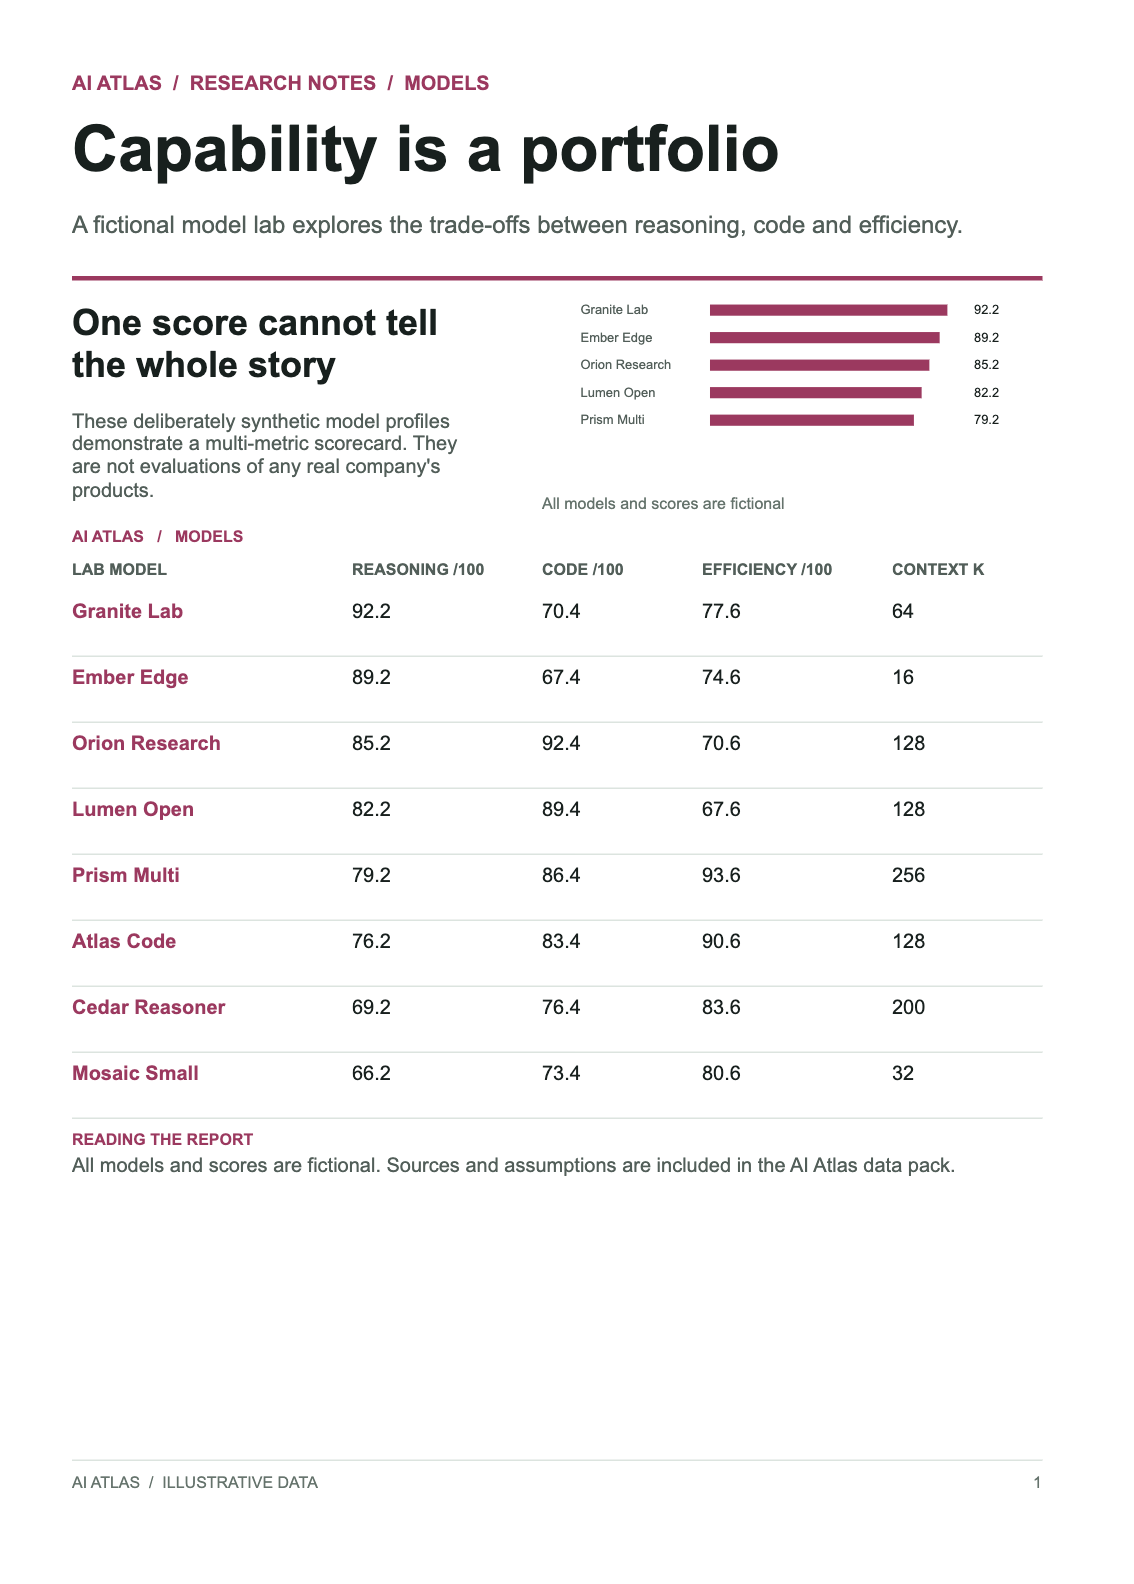 AI ATLAS / RESEARCH NOTES / MODELS
Capability is a portfolio
A fictional model lab explores the trade-offs between reasoning, code and efficiency.
One score cannot tell
the whole story
These deliberately synthetic model profiles
demonstrate a multi-metric scorecard. They
are not evaluations of any real company's
products.
Granite Lab 92.2
Ember Edge 89.2
Orion Research 85.2
Lumen Open 82.2
Prism Multi 79.2
All models and scores are fictional
AI ATLAS / MODELS
LAB MODEL REASONING /100 CODE /100 EFFICIENCY /100 CONTEXT K
Granite Lab 92.2 70.4 77.6 64
Ember Edge 89.2 67.4 74.6 16
Orion Research 85.2 92.4 70.6 128
Lumen Open 82.2 89.4 67.6 128
Prism Multi 79.2 86.4 93.6 256
Atlas Code 76.2 83.4 90.6 128
Cedar Reasoner 69.2 76.4 83.6 200
Mosaic Small 66.2 73.4 80.6 32
READING THE REPORT
All models and scores are fictional. Sources and assumptions are included in the AI Atlas data pack.
AI ATLAS / ILLUSTRATIVE DATA 1